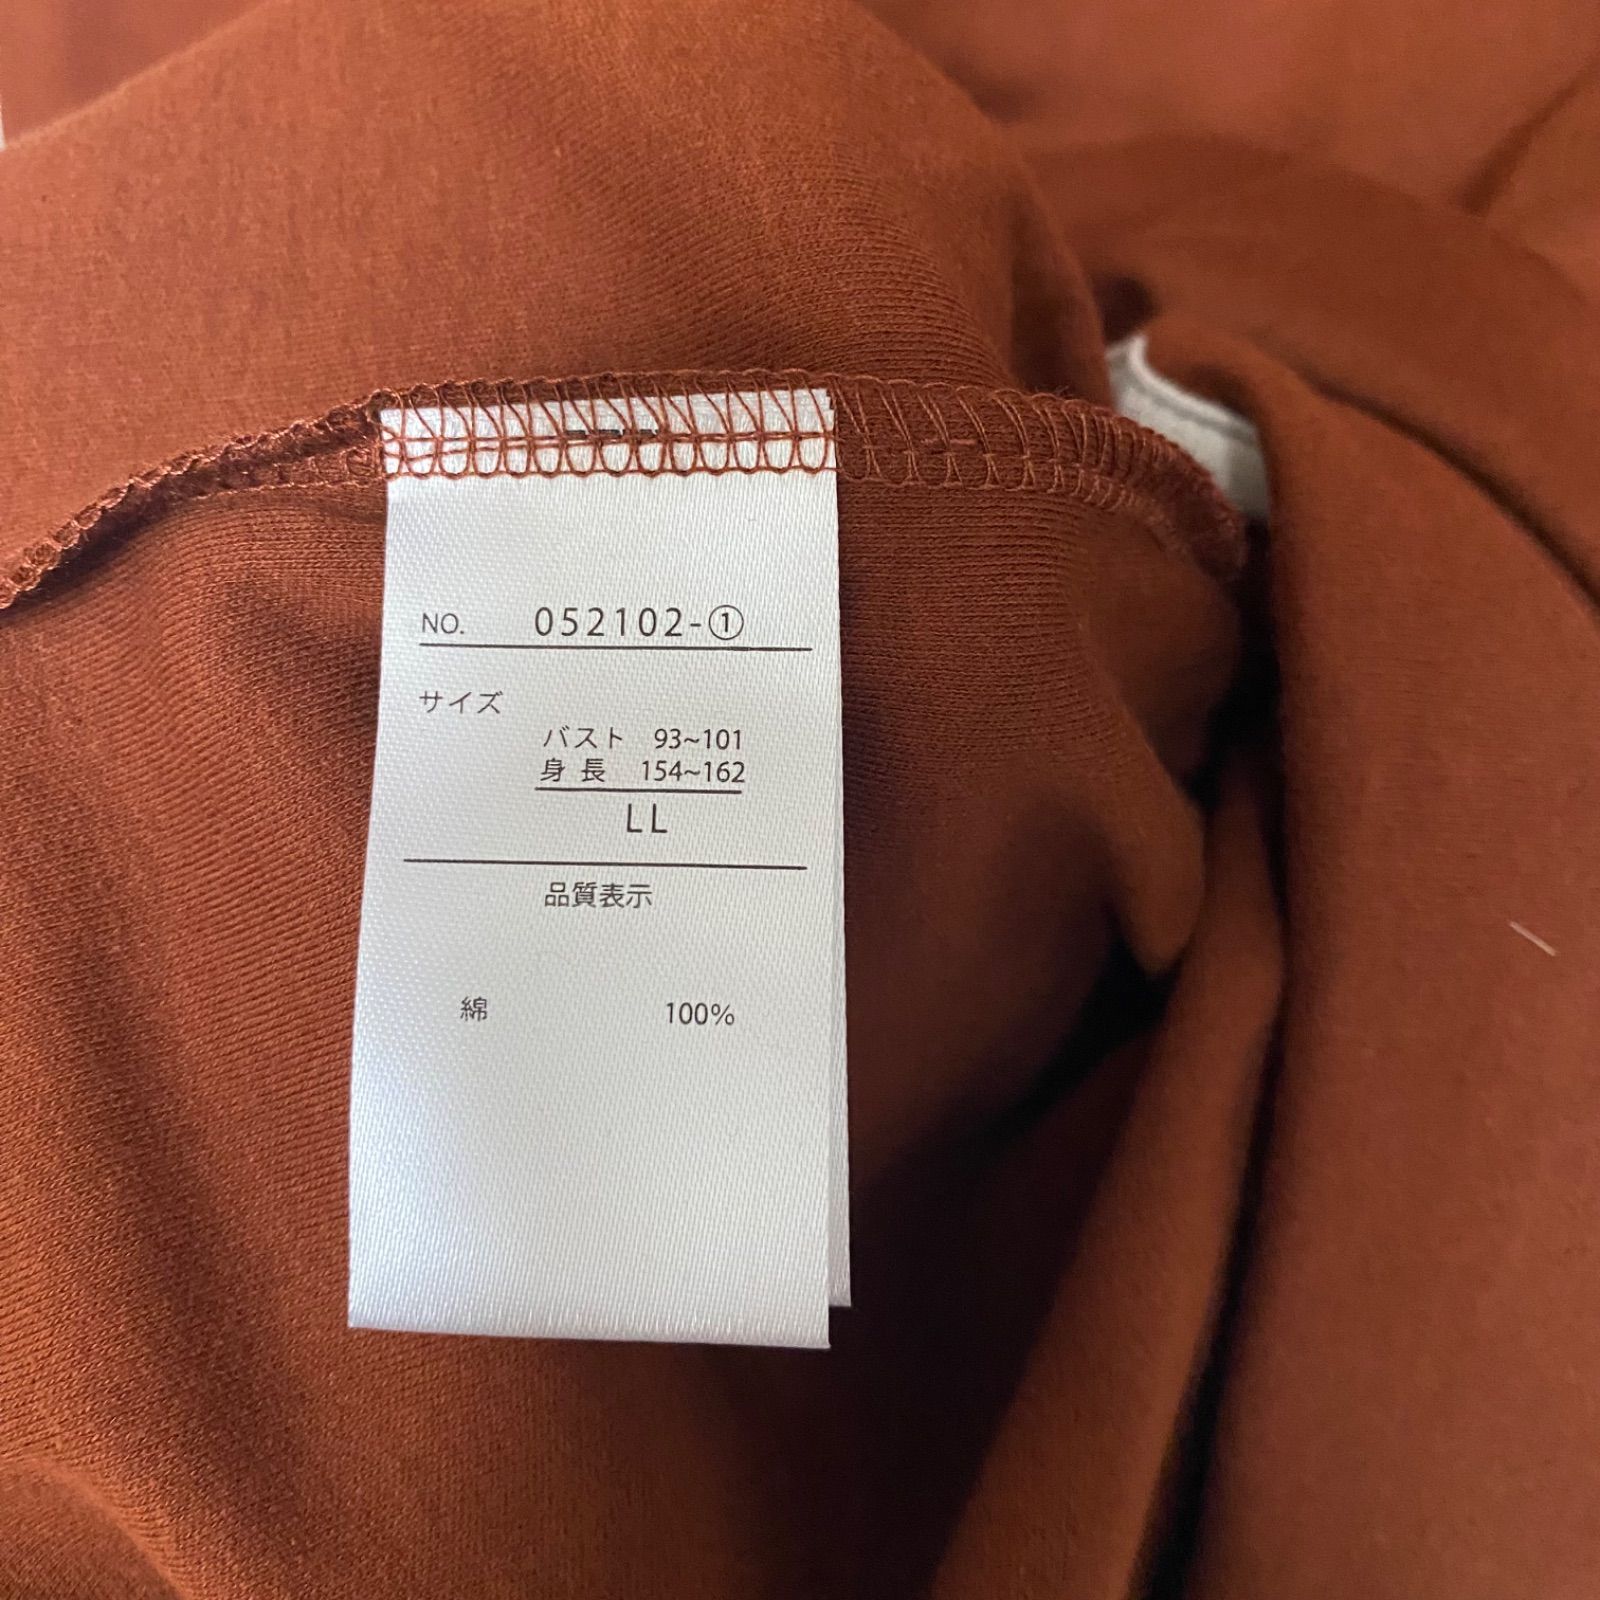 NO. 052102-①
サイズ
バスト 93~101
身長 154~162
LL
品質表示
綿 100%